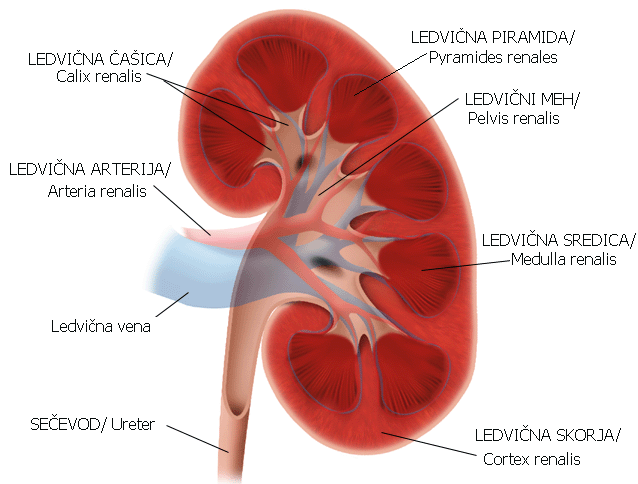 LEDVIČNA ČAŠICA/
Calix renalis
LEDVIČNA ARTERIJA/
Arteria renalis
Ledvična vena
SEČEVOD/ Ureter
LEDVIČNA PIRAMIDA/
Pyramides renales
LEDVIČNI MEH/
Pelvis renalis
LEDVIČNA SREDICA/
Medulla renalis
LEDVIČNA SKORJA/
Cortex renalis